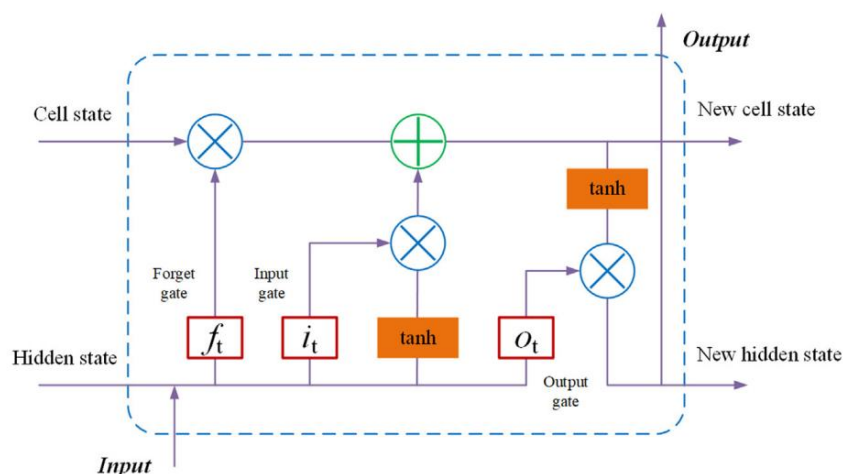 Output
Cell state
New cell state
tanh
Forget
gate
Input
gate
f_t
i_t
tanh
o_t
Hidden state
New hidden state
Output
gate
Input